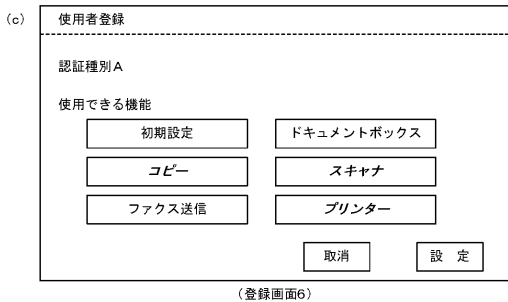 (c)
使用者登録
認証種別A
使用できる機能
初期設定 ドキュメントボックス
コピー スキャナ
ファクス送信 プリンター
取消 設 定
(登録画面6)